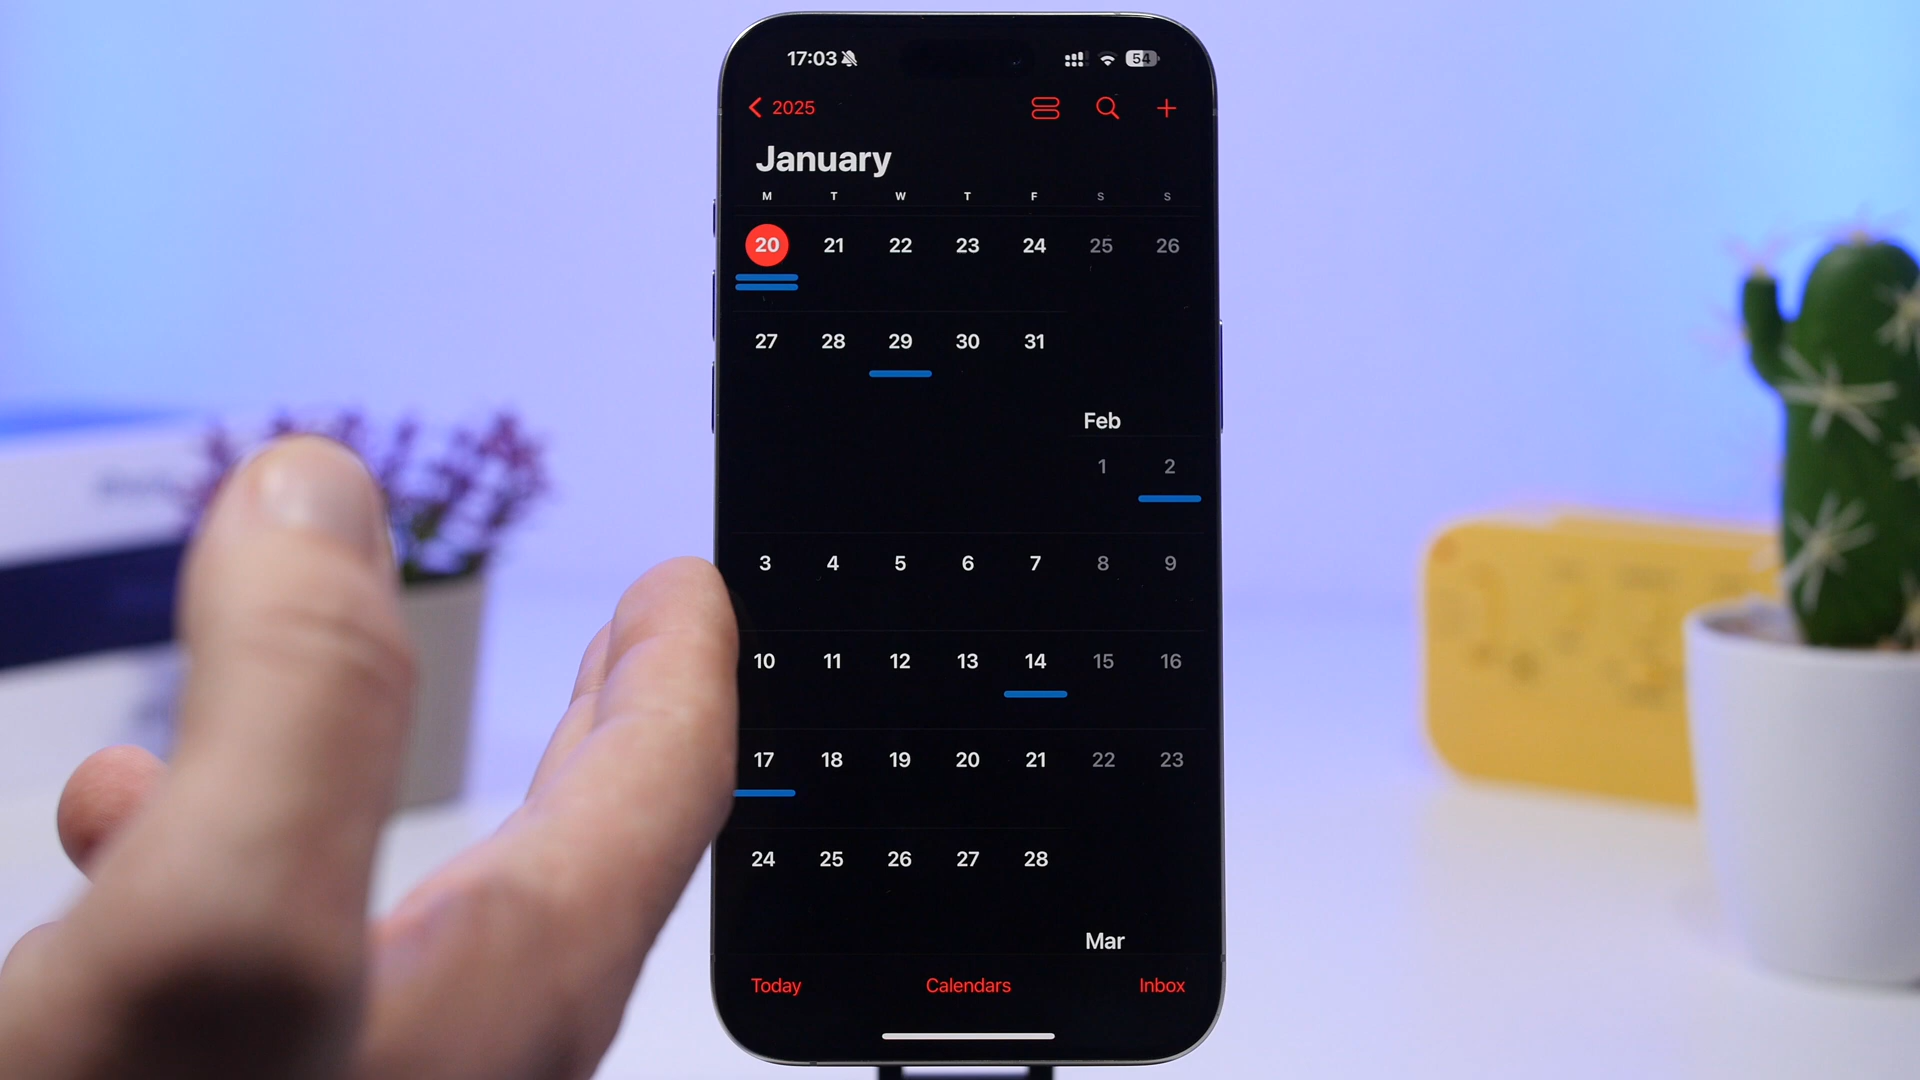 17:03 54
2025
January
M T W T F S S
20 21 22 23 24 25 26
27 28 29 30 31
Feb
1 2
3 4 5 6 7 8 9
10 11 12 13 14 15 16
17 18 19 20 21 22 23
24 25 26 27 28
Mar
Today Calendars Inbox